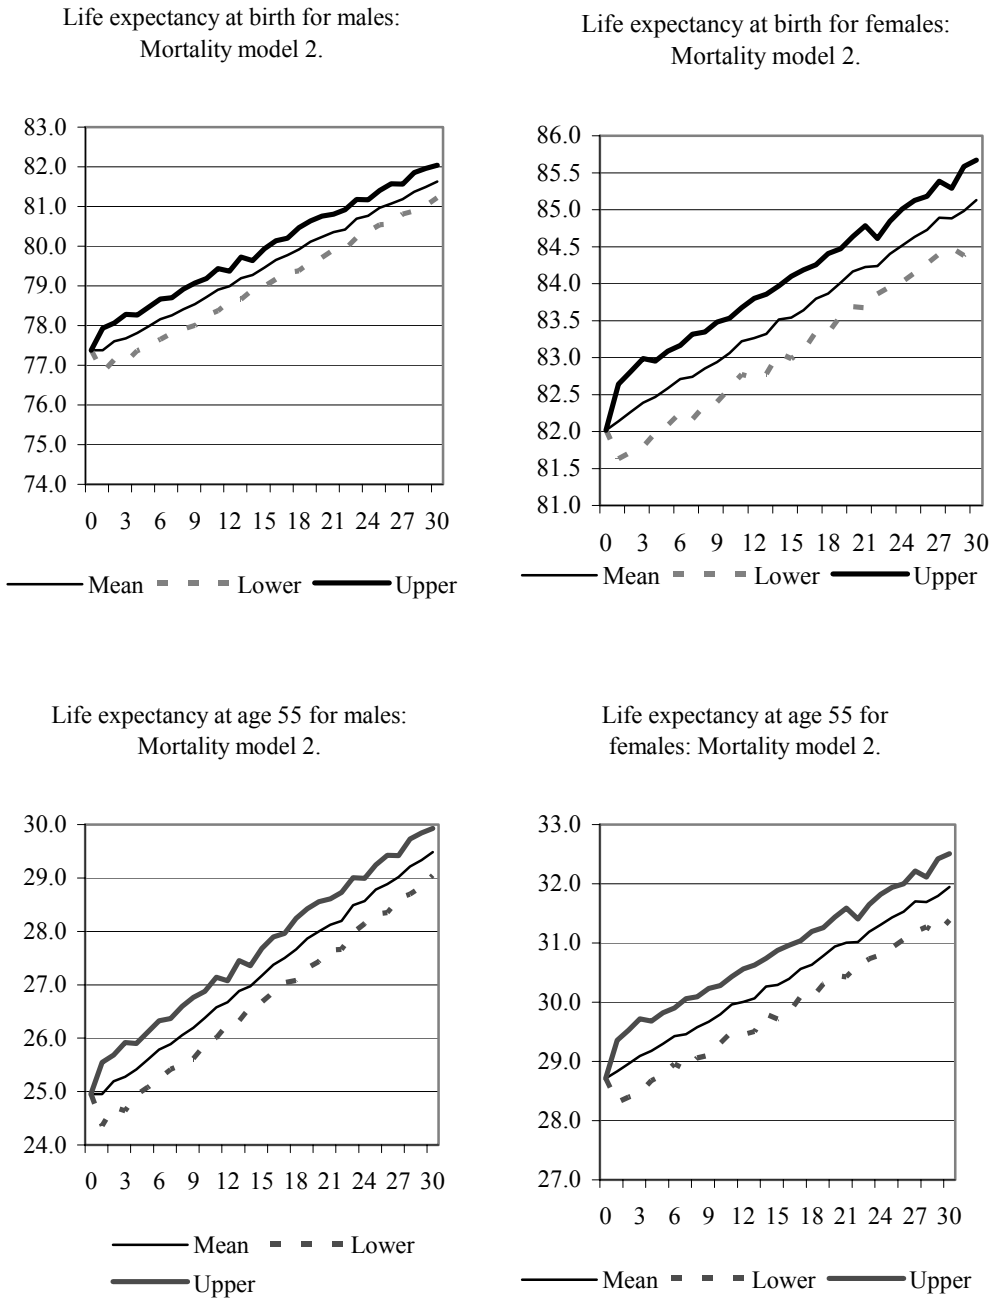 Life expectancy at birth for males:
Mortality model 2.
83.0
82.0
81.0
80.0
79.0
78.0
77.0
76.0
75.0
74.0
0 3 6 9 12 15 18 21 24 27 30
Mean Lower Upper
Life expectancy at birth for females:
Mortality model 2.
86.0
85.5
85.0
84.5
84.0
83.5
83.0
82.5
82.0
81.5
81.0
0 3 6 9 12 15 18 21 24 27 30
Mean Lower Upper
Life expectancy at age 55 for males:
Mortality model 2.
30.0
29.0
28.0
27.0
26.0
25.0
24.0
0 3 6 9 12 15 18 21 24 27 30
Mean Lower
Upper
Life expectancy at age 55 for
females: Mortality model 2.
33.0
32.0
31.0
30.0
29.0
28.0
27.0
0 3 6 9 12 15 18 21 24 27 30
Mean Lower Upper